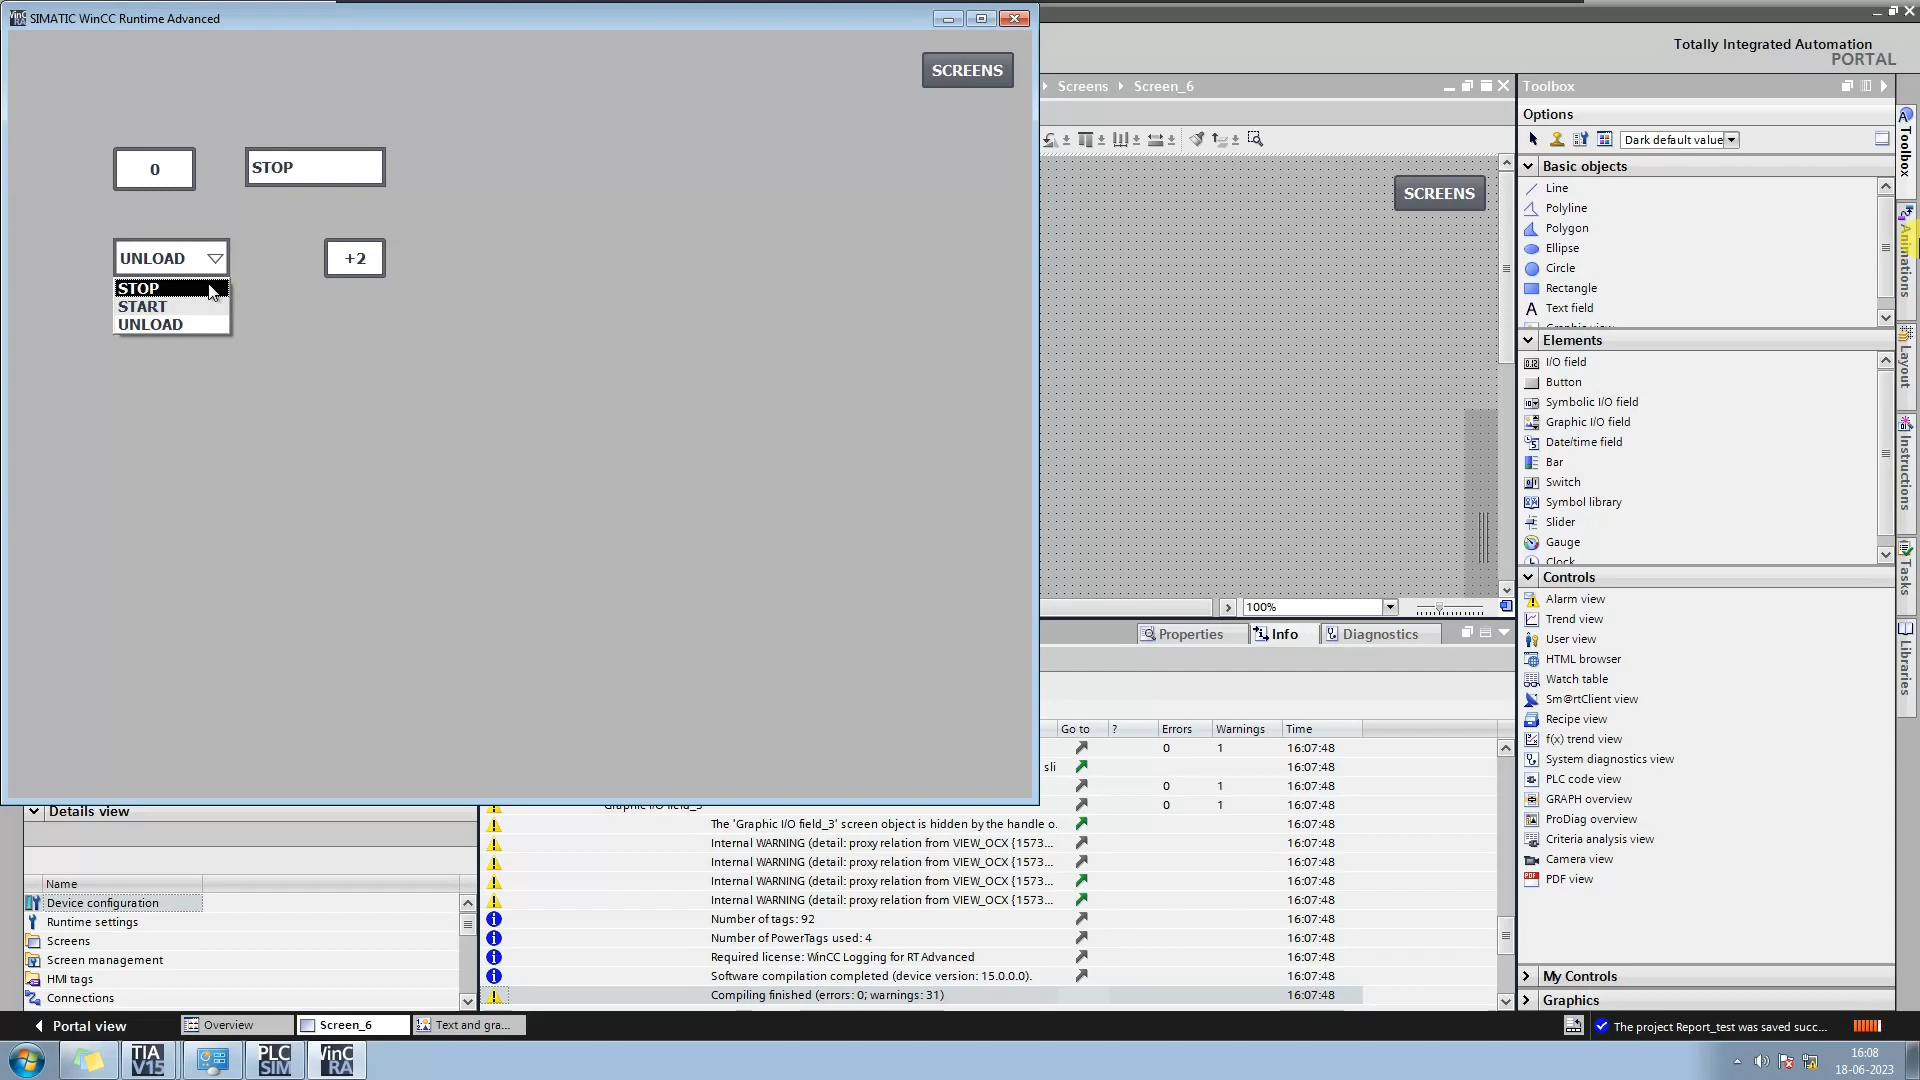 SIMATIC WinCC Runtime Advanced
SCREENS
0
STOP
UNLOAD
+2
STOP
START
UNLOAD
Totally Integrated Automation
PORTAL
Screens
Screen_6
SCREENS
100%
Properties
Info
Diagnostics
Go to
?
Errors
Warnings
Time
0
1
16:07:48
sli
16:07:48
0
1
16:07:48
0
1
16:07:48
The 'Graphic I/O field_3' screen object is hidden by the handle o.
16:07:48
Internal WARNING (detail: proxy relation from VIEW_OCX {1573...
16:07:48
Internal WARNING (detail: proxy relation from VIEW_OCX {1573...
16:07:48
Internal WARNING (detail: proxy relation from VIEW_OCX {1573...
16:07:48
Internal WARNING (detail: proxy relation from VIEW_OCX {1573...
16:07:48
Number of tags: 92
16:07:48
Number of PowerTags used: 4
16:07:48
Required license: WinCC Logging for RT Advanced
16:07:48
Software compilation completed (device version: 15.0.0.0).
16:07:48
Compiling finished (errors: 0; warnings: 31)
16:07:48
Details view
Name
Device configuration
Runtime settings
Screens
Screen management
HMI tags
Connections
Toolbox
Options
Dark default value
Basic objects
Line
Polyline
Polygon
Ellipse
Circle
Rectangle
Text field
Elements
I/O field
Button
Symbolic I/O field
Graphic I/O field
Date/time field
Bar
Switch
Symbol library
Slider
Gauge
Clock
Controls
Alarm view
Trend view
User view
HTML browser
Watch table
Sm@rtClient view
Recipe view
f(x) trend view
System diagnostics view
PLC code view
GRAPH overview
ProDiag overview
Criteria analysis view
Camera view
PDF view
My Controls
Graphics
Toolbox
Animations
Layout
Instructions
Tasks
Libraries
Portal view
Overview
Screen_6
Text and gra...
The project Report_test was saved succ...
TIA
V15
PLC
SIM
WinC
RA
16:08
18-06-2023